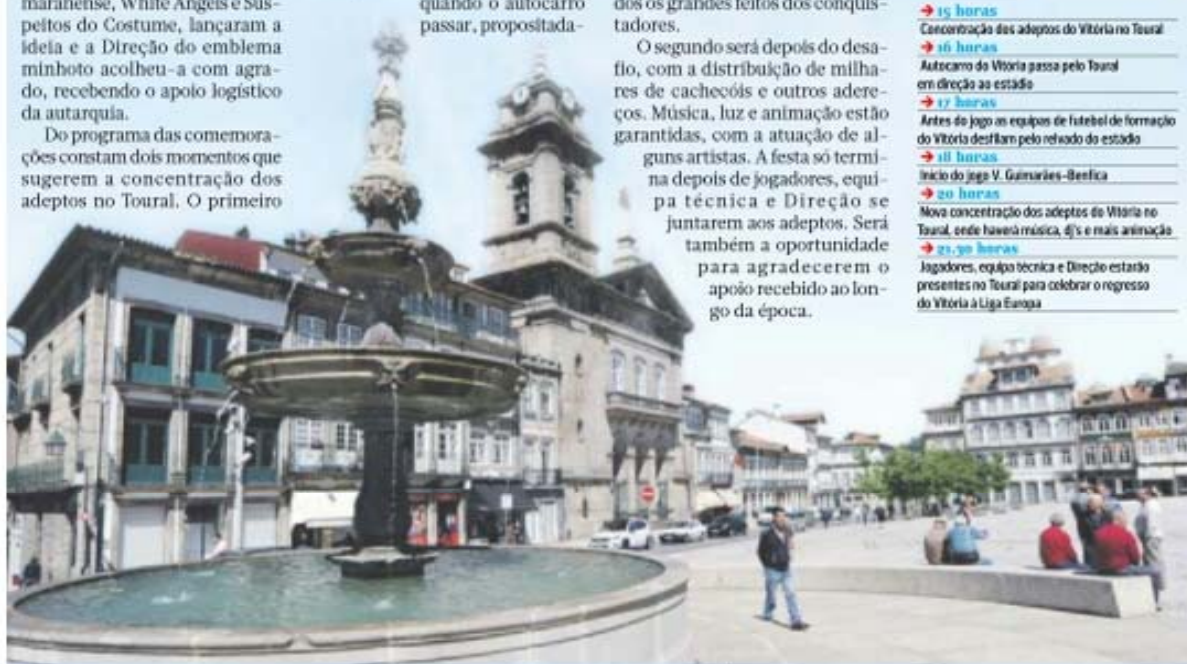 maranense, White Angels e Sus-
peitos do Costume, lançaram a
ideia e a Direção do emblema
minhoto acolheu-a com agra-
do, recebendo o apoio logístico
da autarquia.
Do programa das comemora-
ções constam dois momentos que
sugerem a concentração dos
adeptos no Toural. O primeiro
quando o autocarro
passar, propositada-
dos os grandes feitos dos conquis-
tadores.
O segundo será depois do desa-
fio, com a distribuição de milha-
res de cachecóis e outros adere-
ços. Música, luz e animação estão
garantidas, com a atuação de al-
guns artistas. A festa só termi-
na depois de jogadores, equi-
pa técnica e Direção se
juntarem aos adeptos. Será
também a oportunidade
para agradecerem o
apoio recebido ao lon-
go da época.
→ 15 horas
Concentração dos adeptos do Vitória no Toural
→ 16 horas
Autocarro do Vitória passa pelo Toural
em direção ao estádio
→ 17 horas
Antes do jogo as equipas de futebol de formação
do Vitória desfilam pelo relvado do estádio
→ 18 horas
Início do jogo V. Guimarães-Benfica
→ 20 horas
Nova concentração dos adeptos do Vitória no
Toural, onde haverá música, dj's e mais animação
→ 21.30 horas
Jogadores, equipa técnica e Direção estarão
presentes no Toural para celebrar o regresso
do Vitória à Liga Europa